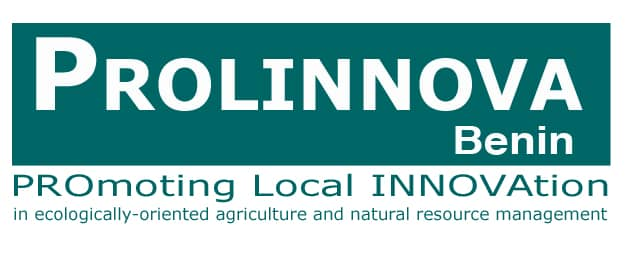 PROLINNOVA
Benin
PROmoting Local INNOVAtion
in ecologically-oriented agriculture and natural resource management